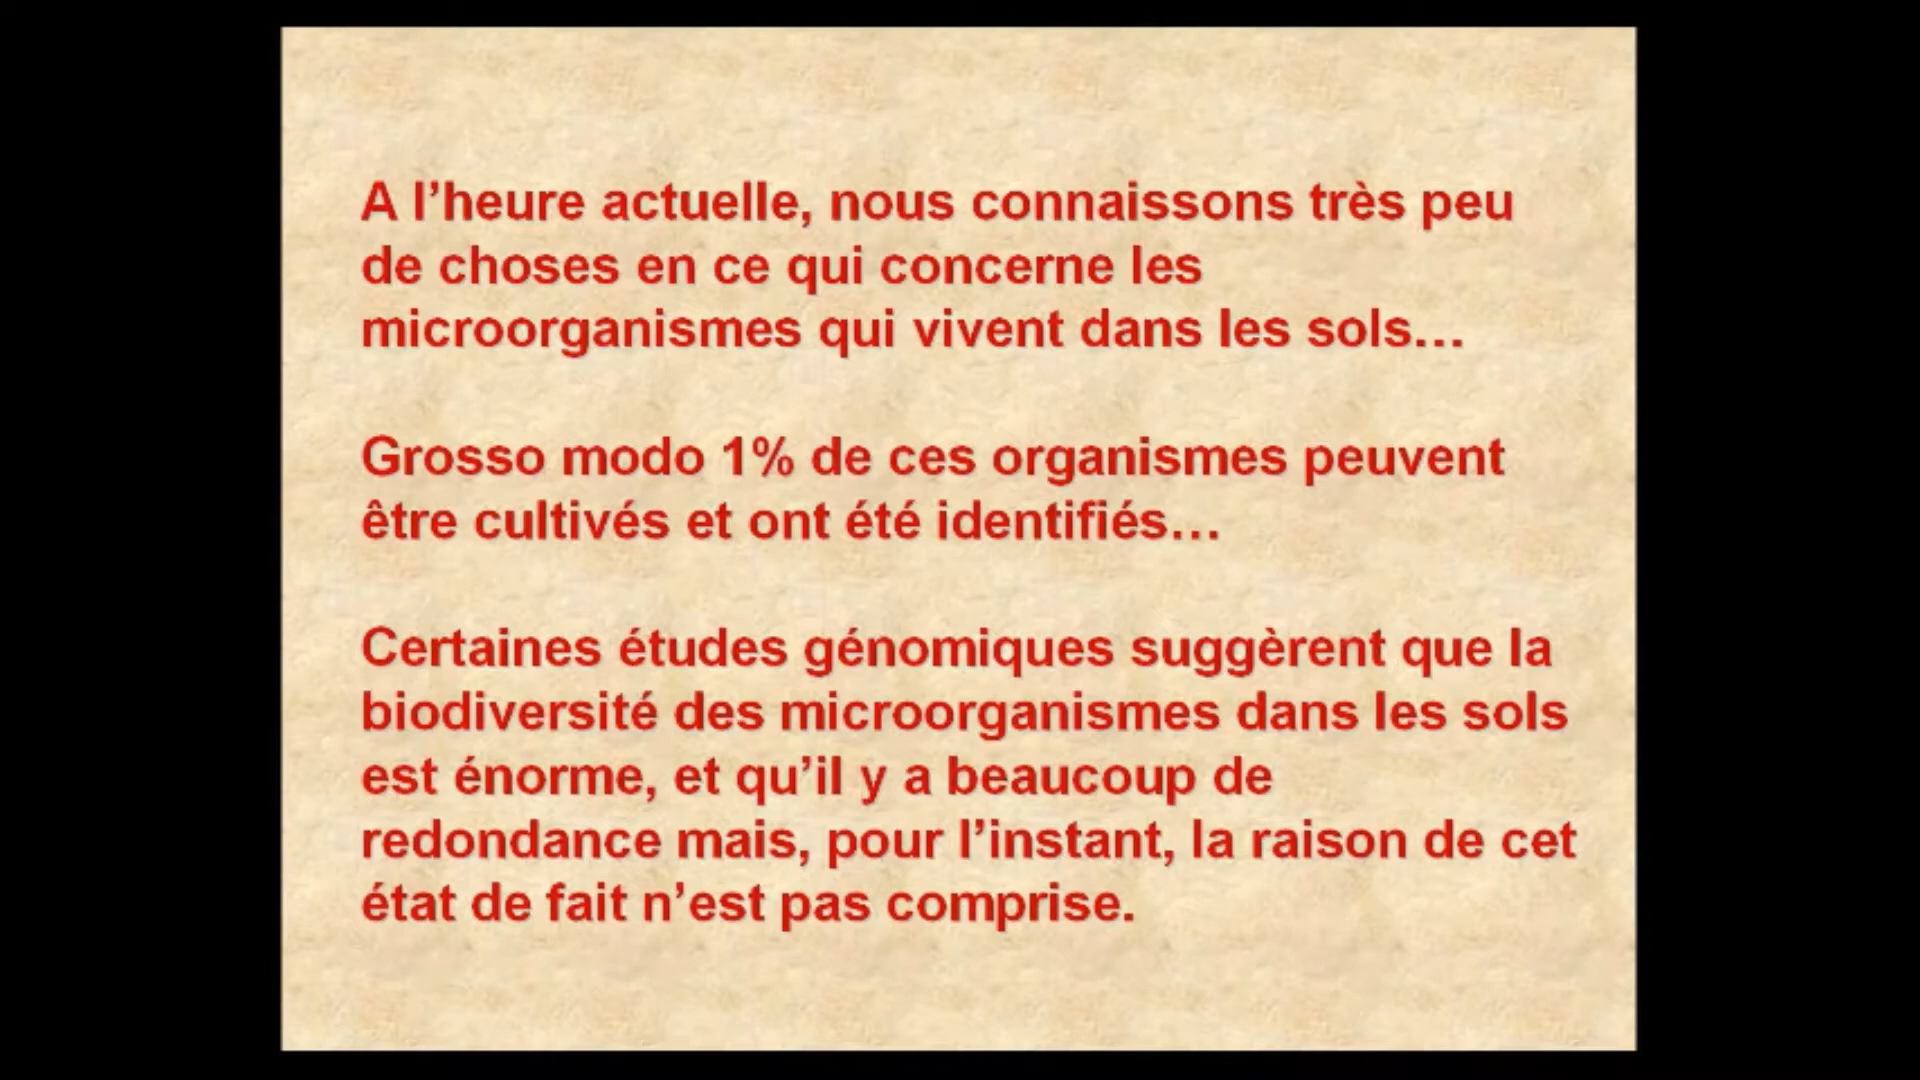 A l’heure actuelle, nous connaissons très peu
de choses en ce qui concerne les
microorganismes qui vivent dans les sols…
Grosso modo 1% de ces organismes peuvent
être cultivés et ont été identifiés…
Certaines études génomiques suggèrent que la
biodiversité des microorganismes dans les sols
est énorme, et qu’il y a beaucoup de
redondance mais, pour l’instant, la raison de cet
état de fait n’est pas comprise.